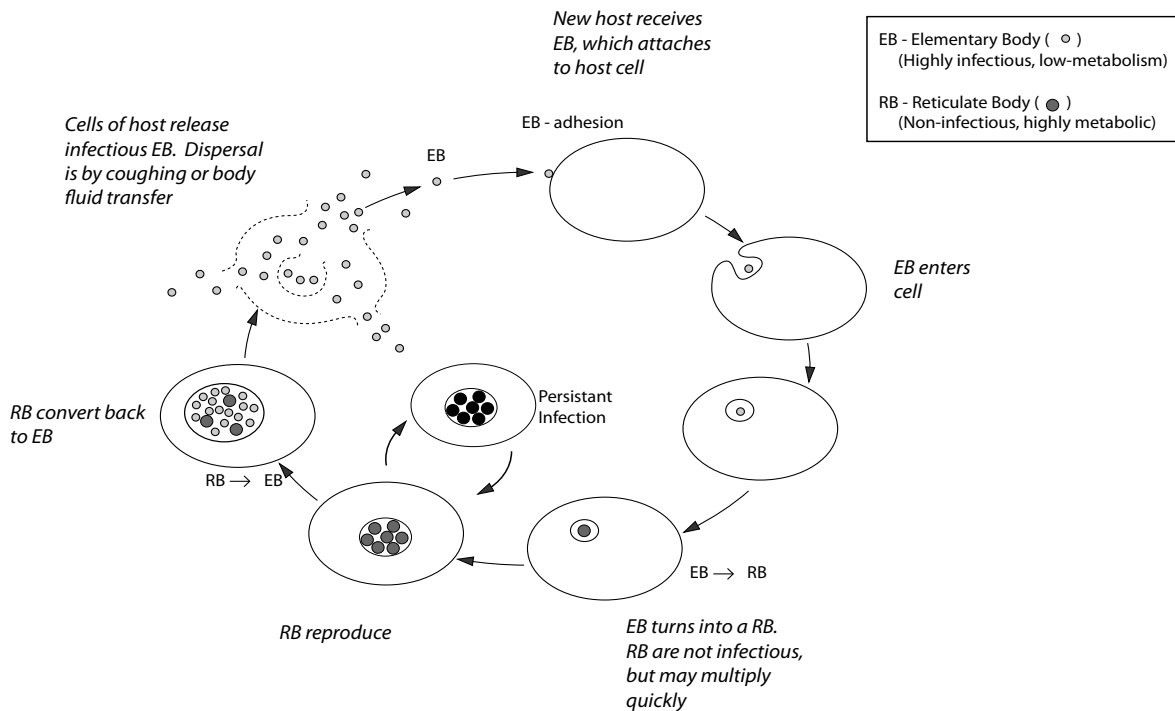 New host receives
EB, which attaches
to host cell
EB - Elementary Body ( )
(Highly infectious, low-metabolism)
RB - Reticulate Body ( )
(Non-infectious, highly metabolic)
Cells of host release
infectious EB. Dispersal
is by coughing or body
fluid transfer
EB
EB - adhesion
EB enters
cell
Persistant
Infection
RB convert back
to EB
RB → EB
EB → RB
RB reproduce
EB turns into a RB.
RB are not infectious,
but may multiply
quickly